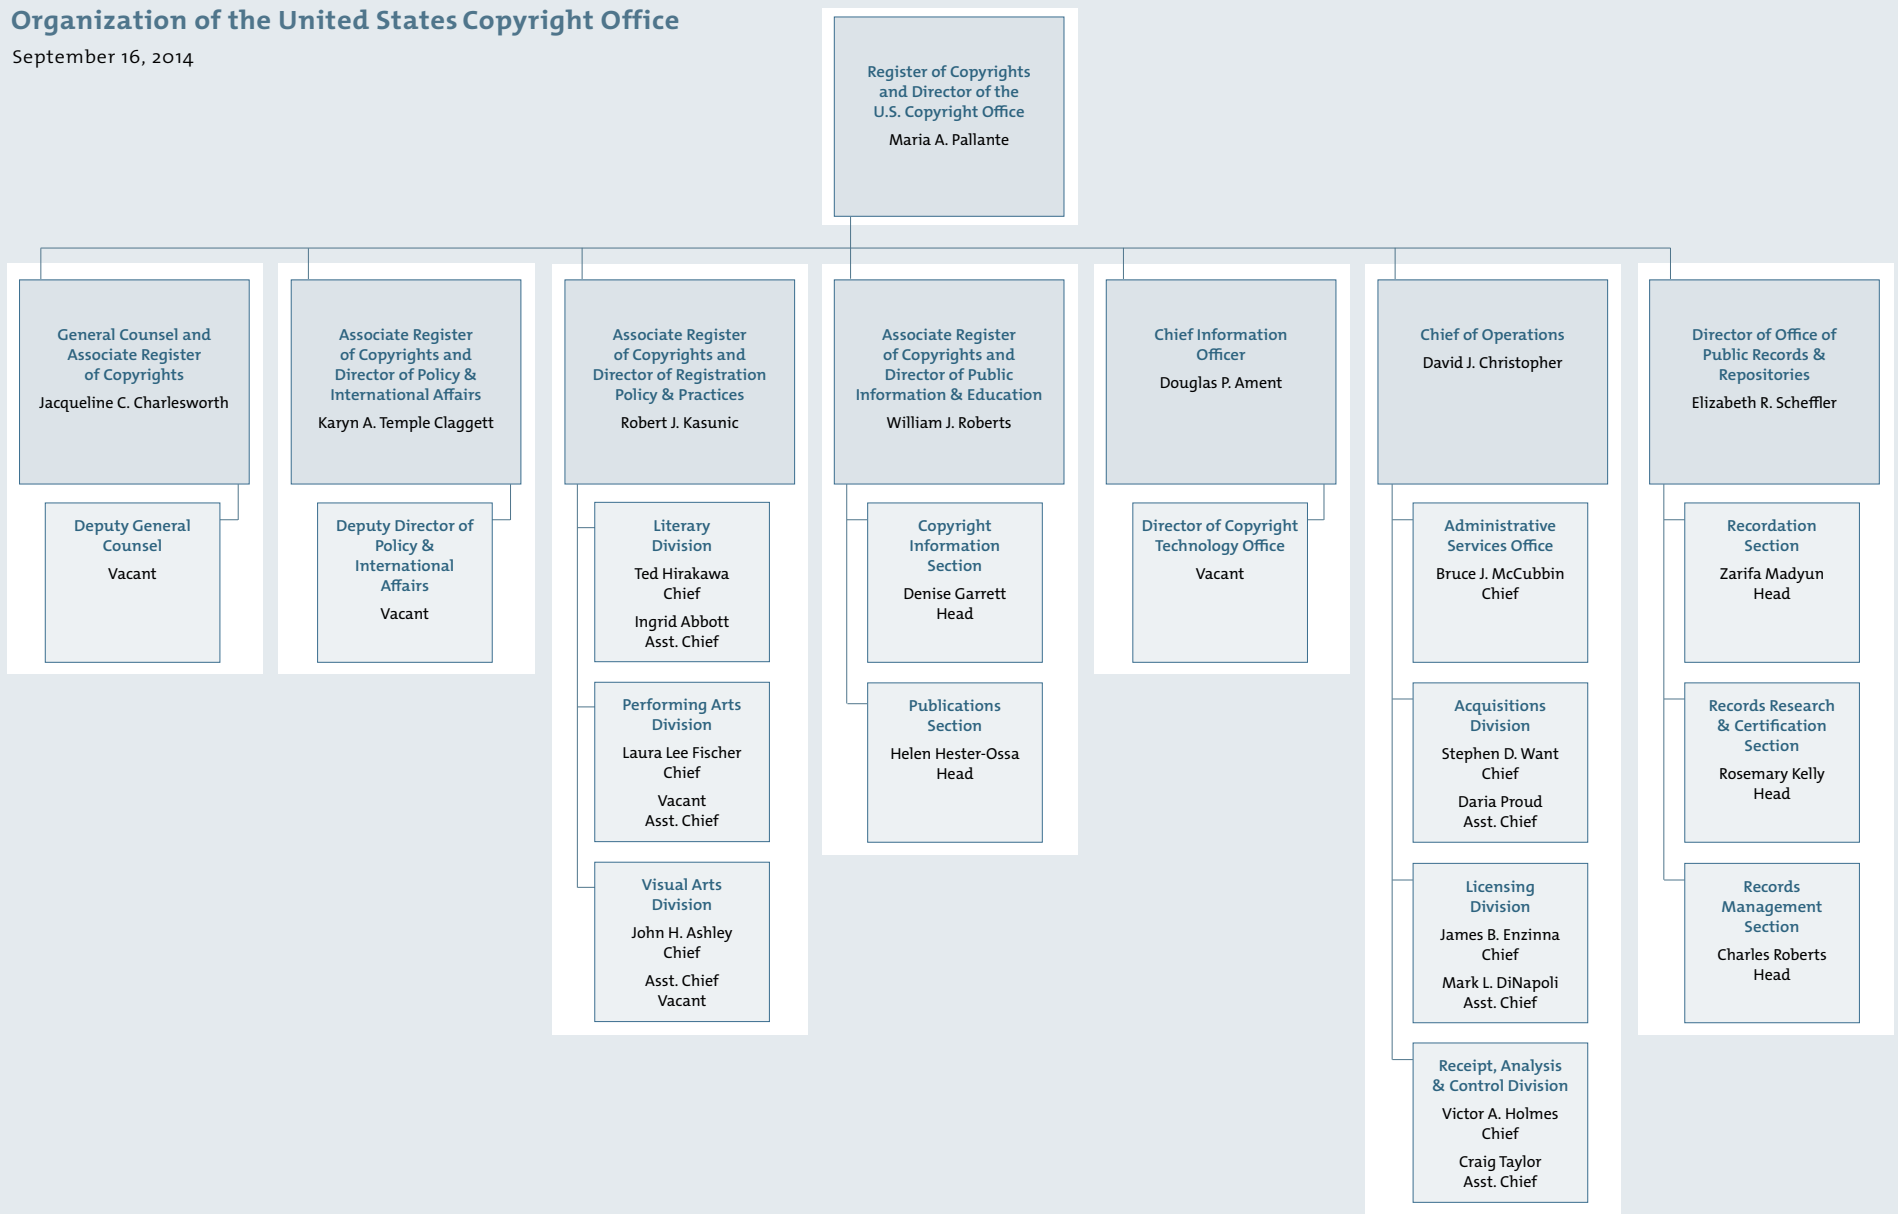 Organization of the United States Copyright Office
September 16, 2014
Register of Copyrights
and Director of the
U.S. Copyright Office
Maria A. Pallante
General Counsel and
Associate Register
of Copyrights
Jacqueline C. Charlesworth
Deputy General
Counsel
Vacant
Associate Register
of Copyrights and
Director of Policy &
International Affairs
Karyn A. Temple Claggett
Deputy Director of
Policy &
International
Affairs
Vacant
Associate Register
of Copyrights and
Director of Registration
Policy & Practices
Robert J. Kasunic
Literary
Division
Ted Hirakawa
Chief
Ingrid Abbott
Asst. Chief
Performing Arts
Division
Laura Lee Fischer
Chief
Vacant
Asst. Chief
Visual Arts
Division
John H. Ashley
Chief
Asst. Chief
Vacant
Associate Register
of Copyrights and
Director of Public
Information & Education
William J. Roberts
Copyright
Information
Section
Denise Garrett
Head
Publications
Section
Helen Hester-Ossa
Head
Chief Information
Officer
Douglas P. Ament
Director of Copyright
Technology Office
Vacant
Chief of Operations
David J. Christopher
Administrative
Services Office
Bruce J. McCubbin
Chief
Acquisitions
Division
Stephen D. Want
Chief
Daria Proud
Asst. Chief
Licensing
Division
James B. Enzinna
Chief
Mark L. DiNapoli
Asst. Chief
Receipt, Analysis
& Control Division
Victor A. Holmes
Chief
Craig Taylor
Asst. Chief
Director of Office of
Public Records &
Repositories
Elizabeth R. Scheffler
Recordation
Section
Zarifa Madyun
Head
Records Research
& Certification
Section
Rosemary Kelly
Head
Records
Management
Section
Charles Roberts
Head